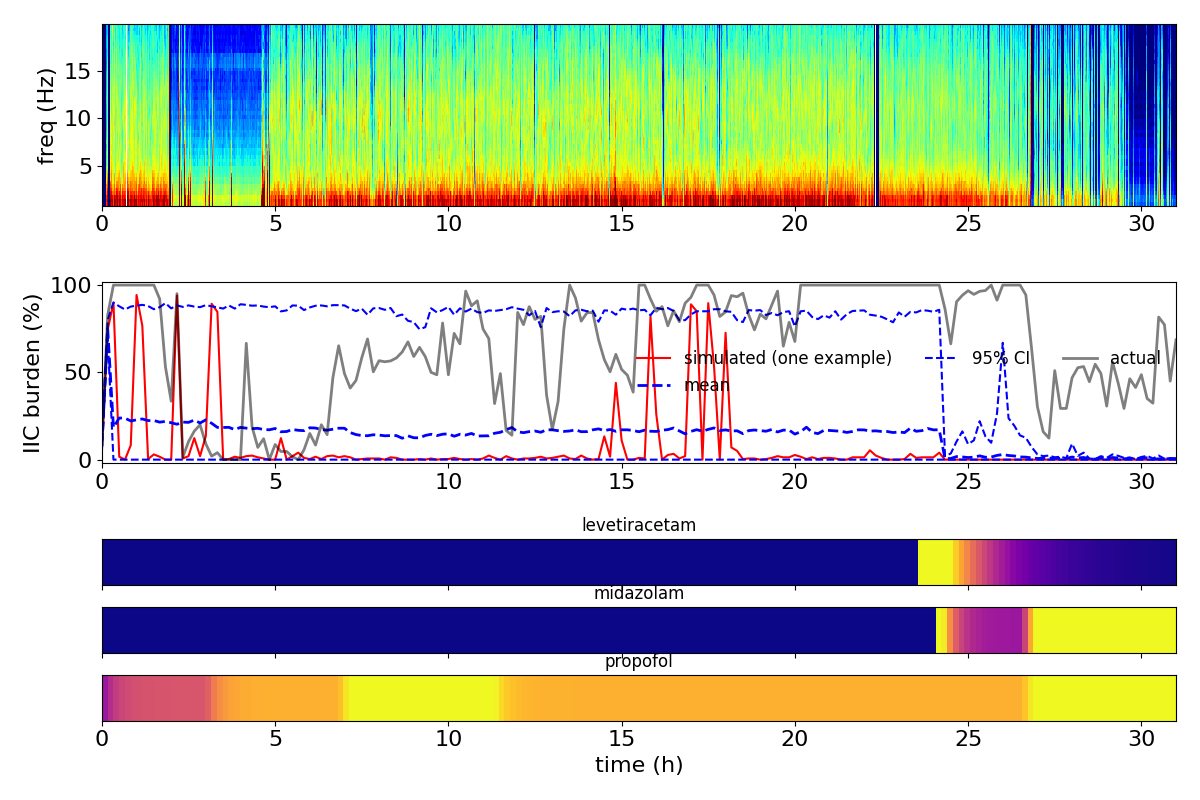 freq (Hz)
15
10
5
0 5 10 15 20 25 30
IIC burden (%)
100
50
0
simulated (one example) 95% CI actual
mean
0 5 10 15 20 25 30
levetiracetam
midazolam
propofol
0 5 10 15 20 25 30
time (h)